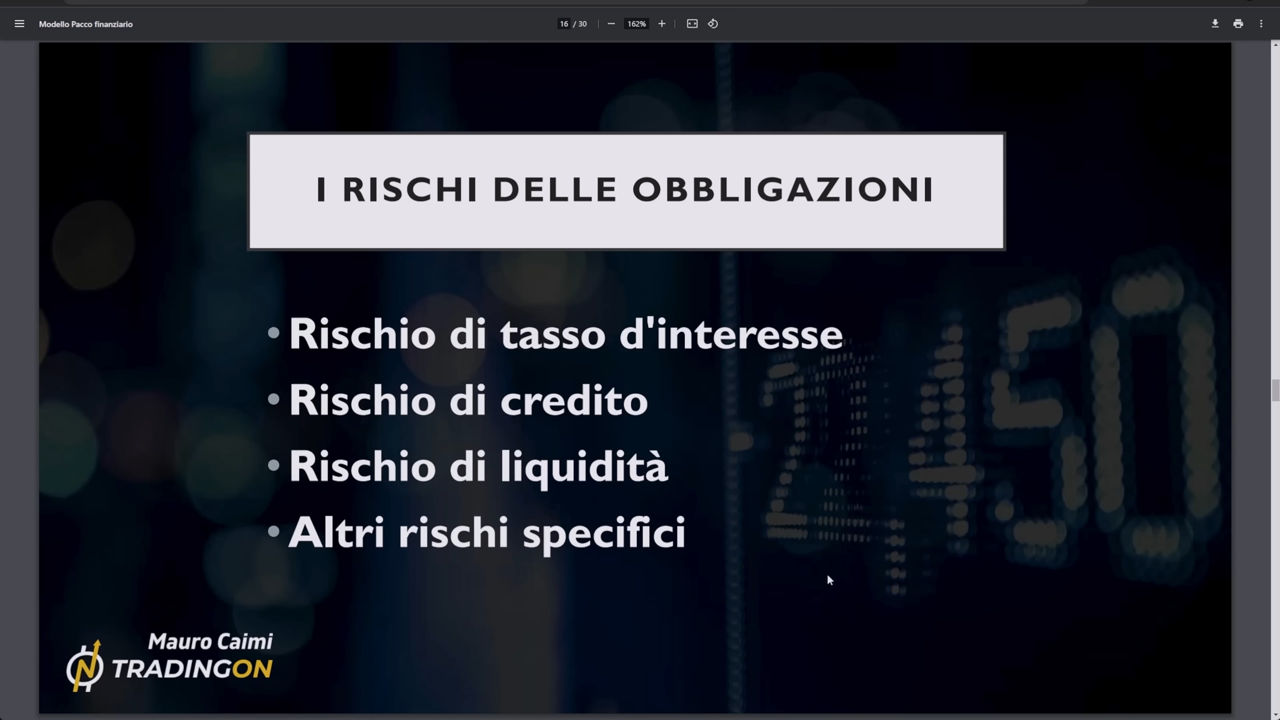 Modello Pacco finanziario
16 / 30
162%
I RISCHI DELLE OBBLIGAZIONI
• Rischio di tasso d'interesse
• Rischio di credito
• Rischio di liquidità
• Altri rischi specifici
Mauro Caimi
TRADINGON